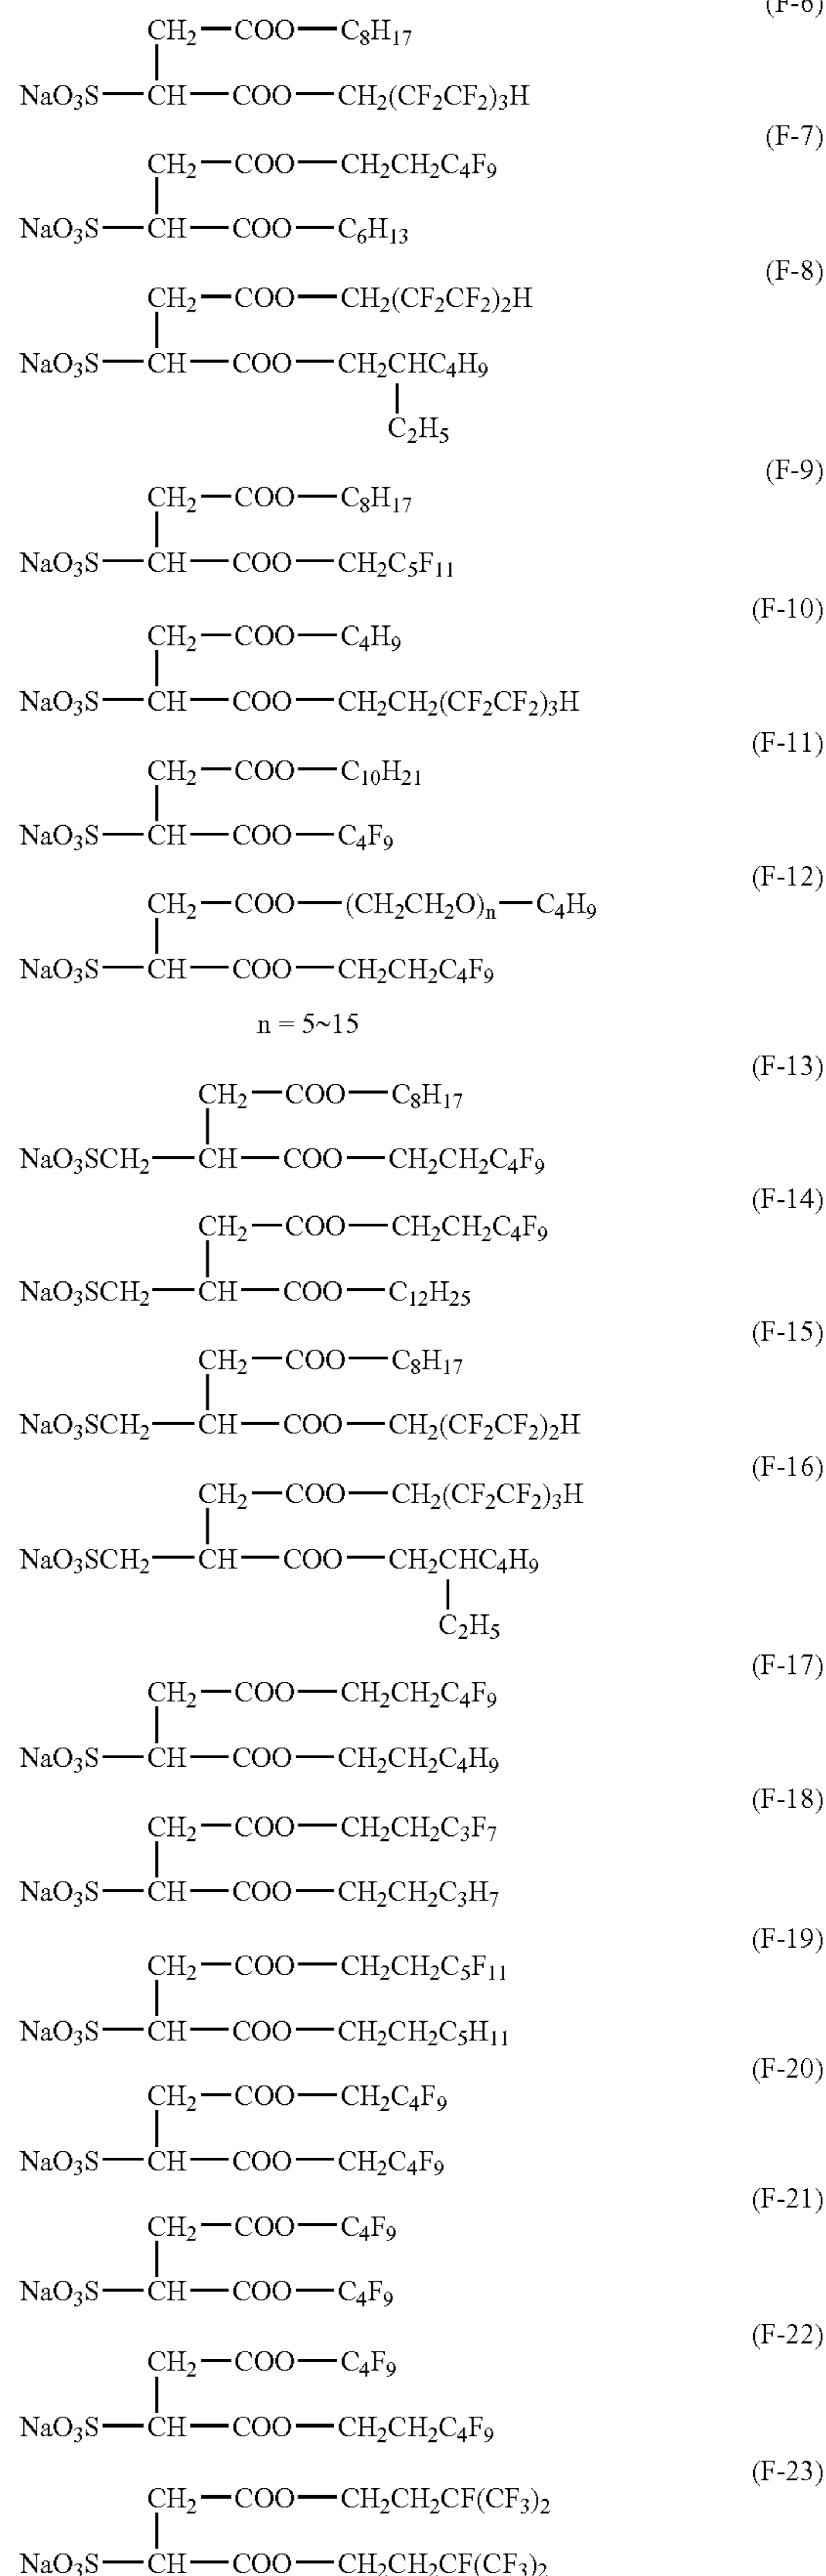 (F-6)
CH₂—COO—C₈H₁₇
NaO₃S—CH—COO—CH₂(CF₂CF₂)₃H
(F-7)
CH₂—COO—CH₂CH₂C₄F₉
NaO₃S—CH—COO—C₆H₁₃
(F-8)
CH₂—COO—CH₂(CF₂CF₂)₂H
NaO₃S—CH—COO—CH₂CHC₄H₉
C₂H₅
(F-9)
CH₂—COO—C₈H₁₇
NaO₃S—CH—COO—CH₂C₅F₁₁
(F-10)
CH₂—COO—C₄H₉
NaO₃S—CH—COO—CH₂CH₂(CF₂CF₂)₃H
(F-11)
CH₂—COO—C₁₀H₂₁
NaO₃S—CH—COO—C₄F₉
(F-12)
CH₂—COO—(CH₂CH₂O)ₙ—C₄H₉
NaO₃S—CH—COO—CH₂CH₂C₄F₉
n = 5~15
(F-13)
CH₂—COO—C₈H₁₇
NaO₃SCH₂—CH—COO—CH₂CH₂C₄F₉
(F-14)
CH₂—COO—CH₂CH₂C₄F₉
NaO₃SCH₂—CH—COO—C₁₂H₂₅
(F-15)
CH₂—COO—C₈H₁₇
NaO₃SCH₂—CH—COO—CH₂(CF₂CF₂)₂H
(F-16)
CH₂—COO—CH₂(CF₂CF₂)₃H
NaO₃SCH₂—CH—COO—CH₂CHC₄H₉
C₂H₅
(F-17)
CH₂—COO—CH₂CH₂C₄F₉
NaO₃S—CH—COO—CH₂CH₂C₄H₉
(F-18)
CH₂—COO—CH₂CH₂C₃F₇
NaO₃S—CH—COO—CH₂CH₂C₃H₇
(F-19)
CH₂—COO—CH₂CH₂C₅F₁₁
NaO₃S—CH—COO—CH₂CH₂C₅H₁₁
(F-20)
CH₂—COO—CH₂C₄F₉
NaO₃S—CH—COO—CH₂C₄F₉
(F-21)
CH₂—COO—C₄F₉
NaO₃S—CH—COO—C₄F₉
(F-22)
CH₂—COO—C₄F₉
NaO₃S—CH—COO—CH₂CH₂C₄F₉
(F-23)
CH₂—COO—CH₂CH₂CF(CF₃)₂
NaO₃S—CH—COO—CH₂CH₂CF(CF₃)₂